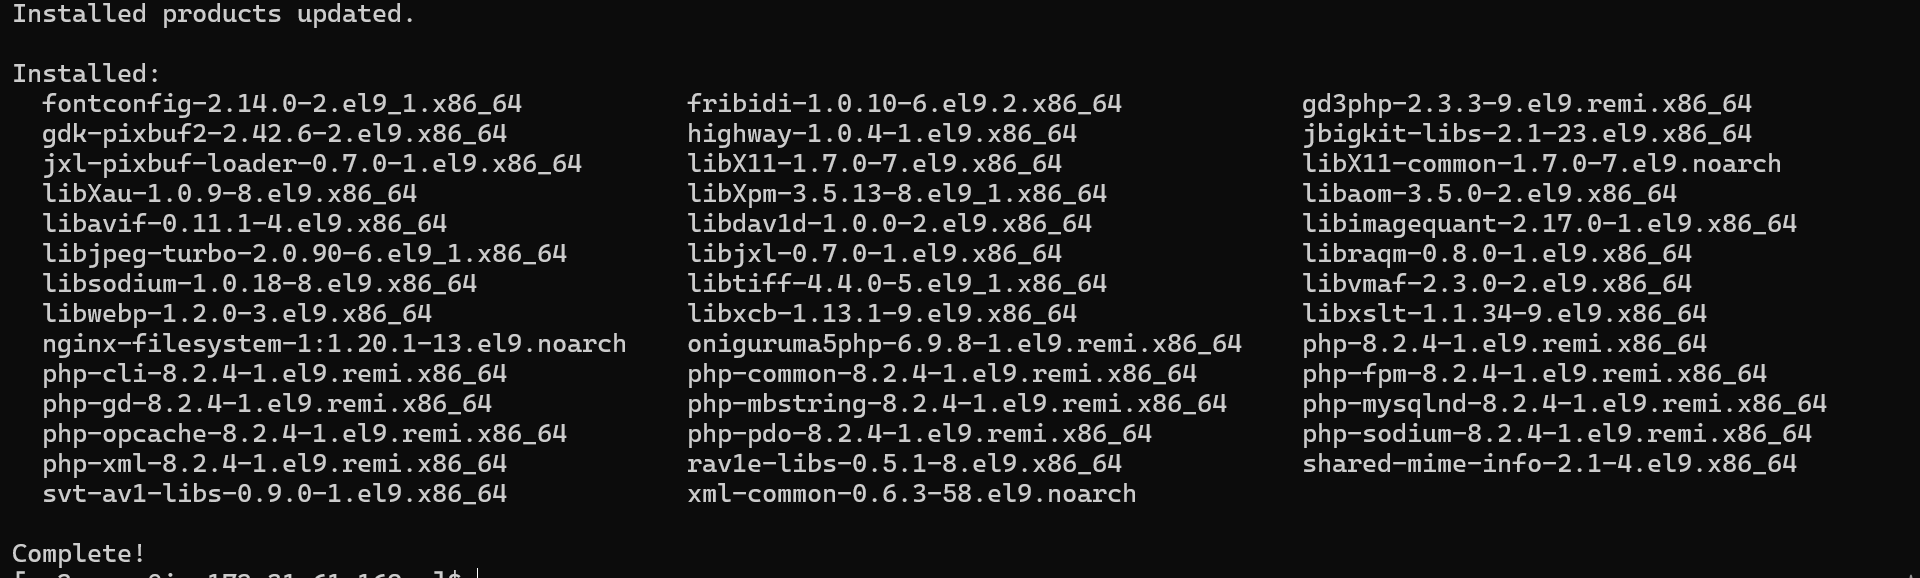 Installed products updated.
Installed:
fontconfig-2.14.0-2.el9_1.x86_64 fribidi-1.0.10-6.el9.2.x86_64 gd3php-2.3.3-9.el9.remi.x86_64
gdk-pixbuf2-2.42.6-2.el9.x86_64 highway-1.0.4-1.el9.x86_64 jbigkit-libs-2.1-23.el9.x86_64
jxl-pixbuf-loader-0.7.0-1.el9.x86_64 libX11-1.7.0-7.el9.x86_64 libX11-common-1.7.0-7.el9.noarch
libXau-1.0.9-8.el9.x86_64 libXpm-3.5.13-8.el9_1.x86_64 libaom-3.5.0-2.el9.x86_64
libavif-0.11.1-4.el9.x86_64 libdav1d-1.0.0-2.el9.x86_64 libimagequant-2.17.0-1.el9.x86_64
libjpeg-turbo-2.0.90-6.el9_1.x86_64 libjxl-0.7.0-1.el9.x86_64 libraqm-0.8.0-1.el9.x86_64
libsodium-1.0.18-8.el9.x86_64 libtiff-4.4.0-5.el9_1.x86_64 libvmaf-2.3.0-2.el9.x86_64
libwebp-1.2.0-3.el9.x86_64 libxcb-1.13.1-9.el9.x86_64 libxslt-1.1.34-9.el9.x86_64
nginx-filesystem-1:1.20.1-13.el9.noarch oniguruma5php-6.9.8-1.el9.remi.x86_64 php-8.2.4-1.el9.remi.x86_64
php-cli-8.2.4-1.el9.remi.x86_64 php-common-8.2.4-1.el9.remi.x86_64 php-fpm-8.2.4-1.el9.remi.x86_64
php-gd-8.2.4-1.el9.remi.x86_64 php-mbstring-8.2.4-1.el9.remi.x86_64 php-mysqlnd-8.2.4-1.el9.remi.x86_64
php-opcache-8.2.4-1.el9.remi.x86_64 php-pdo-8.2.4-1.el9.remi.x86_64 php-sodium-8.2.4-1.el9.remi.x86_64
php-xml-8.2.4-1.el9.remi.x86_64 rav1e-libs-0.5.1-8.el9.x86_64 shared-mime-info-2.1-4.el9.x86_64
svt-av1-libs-0.9.0-1.el9.x86_64 xml-common-0.6.3-58.el9.noarch
Complete!